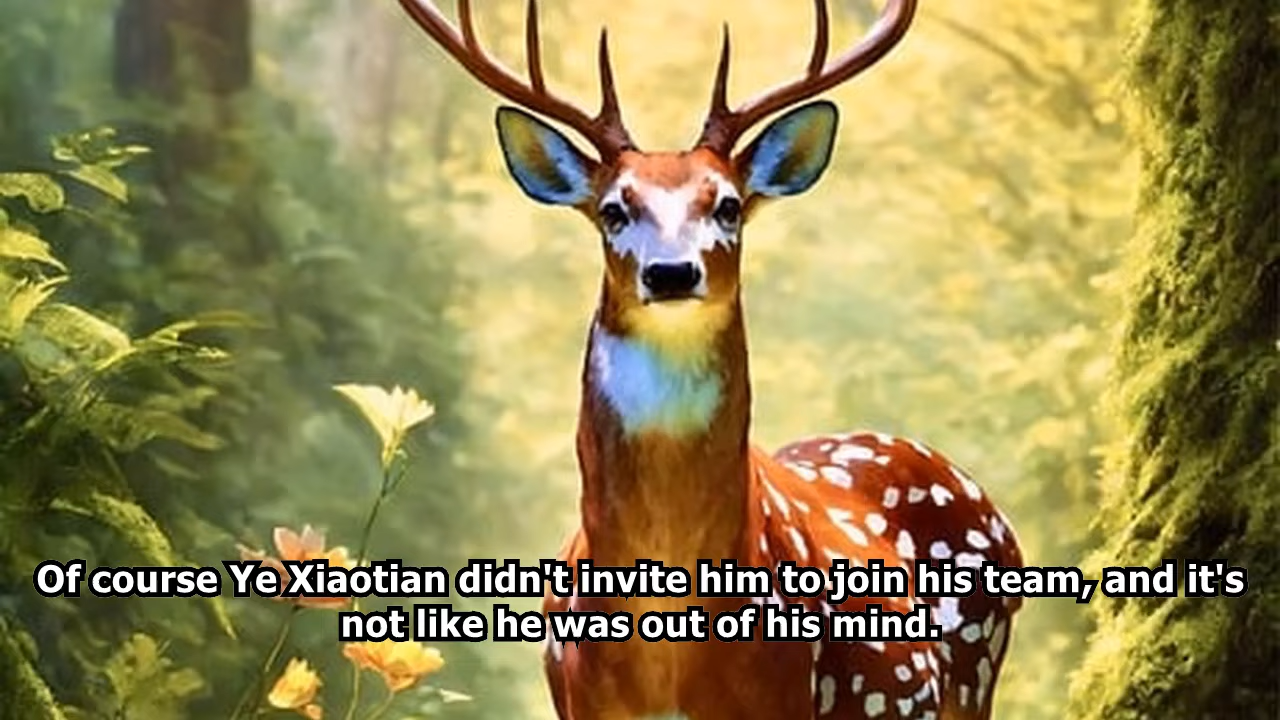 Of course Ye Xiaotian didn't invite him to join his team, and it's
not like he was out of his mind.